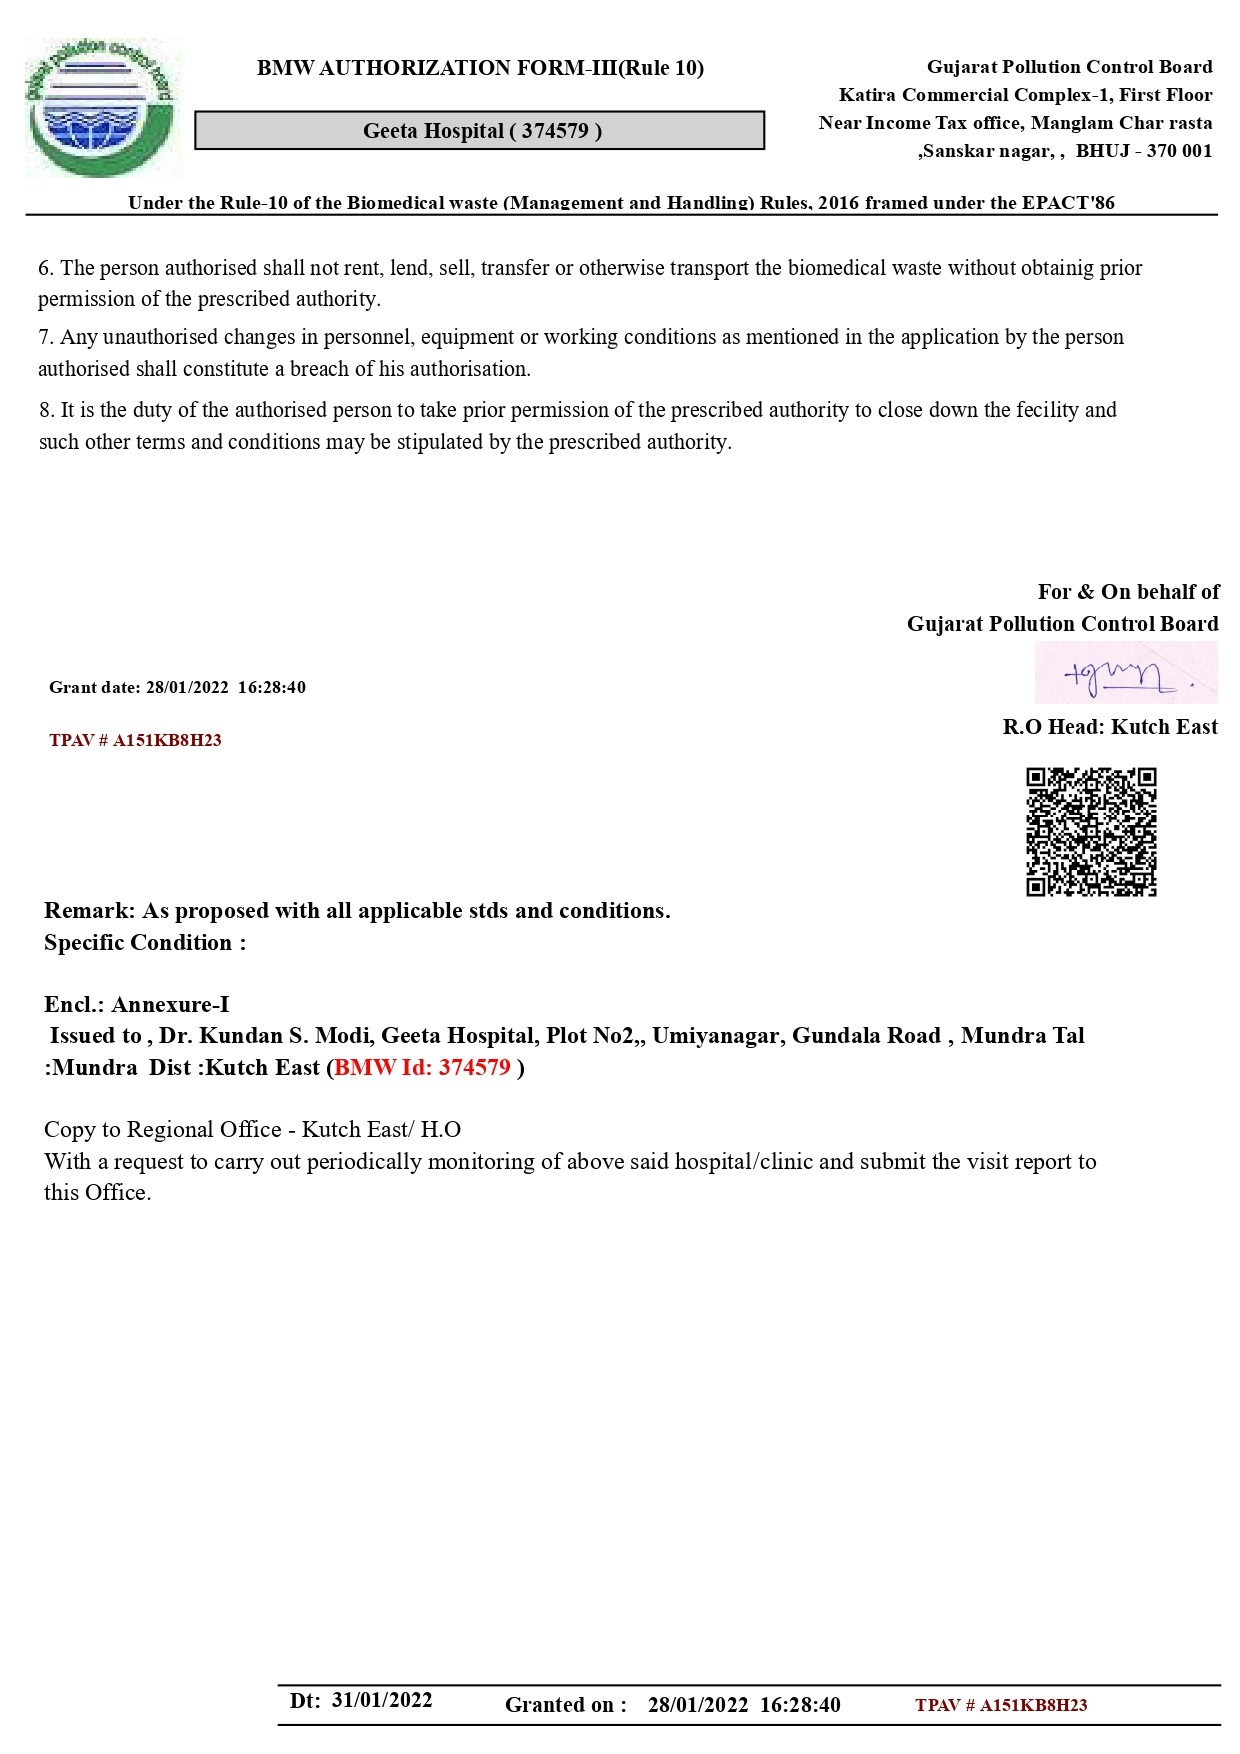 gujarat pollution control board
BMW AUTHORIZATION FORM-III(Rule 10)
Geeta Hospital ( 374579 )
Gujarat Pollution Control Board
Katira Commercial Complex-1, First Floor
Near Income Tax office, Manglam Char rasta
,Sanskar nagar, ,  BHUJ - 370 001
Under the Rule-10 of the Biomedical waste (Management and Handling) Rules, 2016 framed under the EPACT'86
6. The person authorised shall not rent, lend, sell, transfer or otherwise transport the biomedical waste without obtainig prior
permission of the prescribed authority.
7. Any unauthorised changes in personnel, equipment or working conditions as mentioned in the application by the person
authorised shall constitute a breach of his authorisation.
8. It is the duty of the authorised person to take prior permission of the prescribed authority to close down the fecility and
such other terms and conditions may be stipulated by the prescribed authority.
For & On behalf of
Gujarat Pollution Control Board
Grant date: 28/01/2022  16:28:40
R.O Head: Kutch East
TPAV # A151KB8H23
Remark: As proposed with all applicable stds and conditions.
Specific Condition :
Encl.: Annexure-I
Issued to , Dr. Kundan S. Modi, Geeta Hospital, Plot No2,, Umiyanagar, Gundala Road , Mundra Tal
:Mundra  Dist :Kutch East (BMW Id: 374579 )
Copy to Regional Office - Kutch East/ H.O
With a request to carry out periodically monitoring of above said hospital/clinic and submit the visit report to
this Office.
Dt:  31/01/2022  Granted on :  28/01/2022  16:28:40  TPAV # A151KB8H23